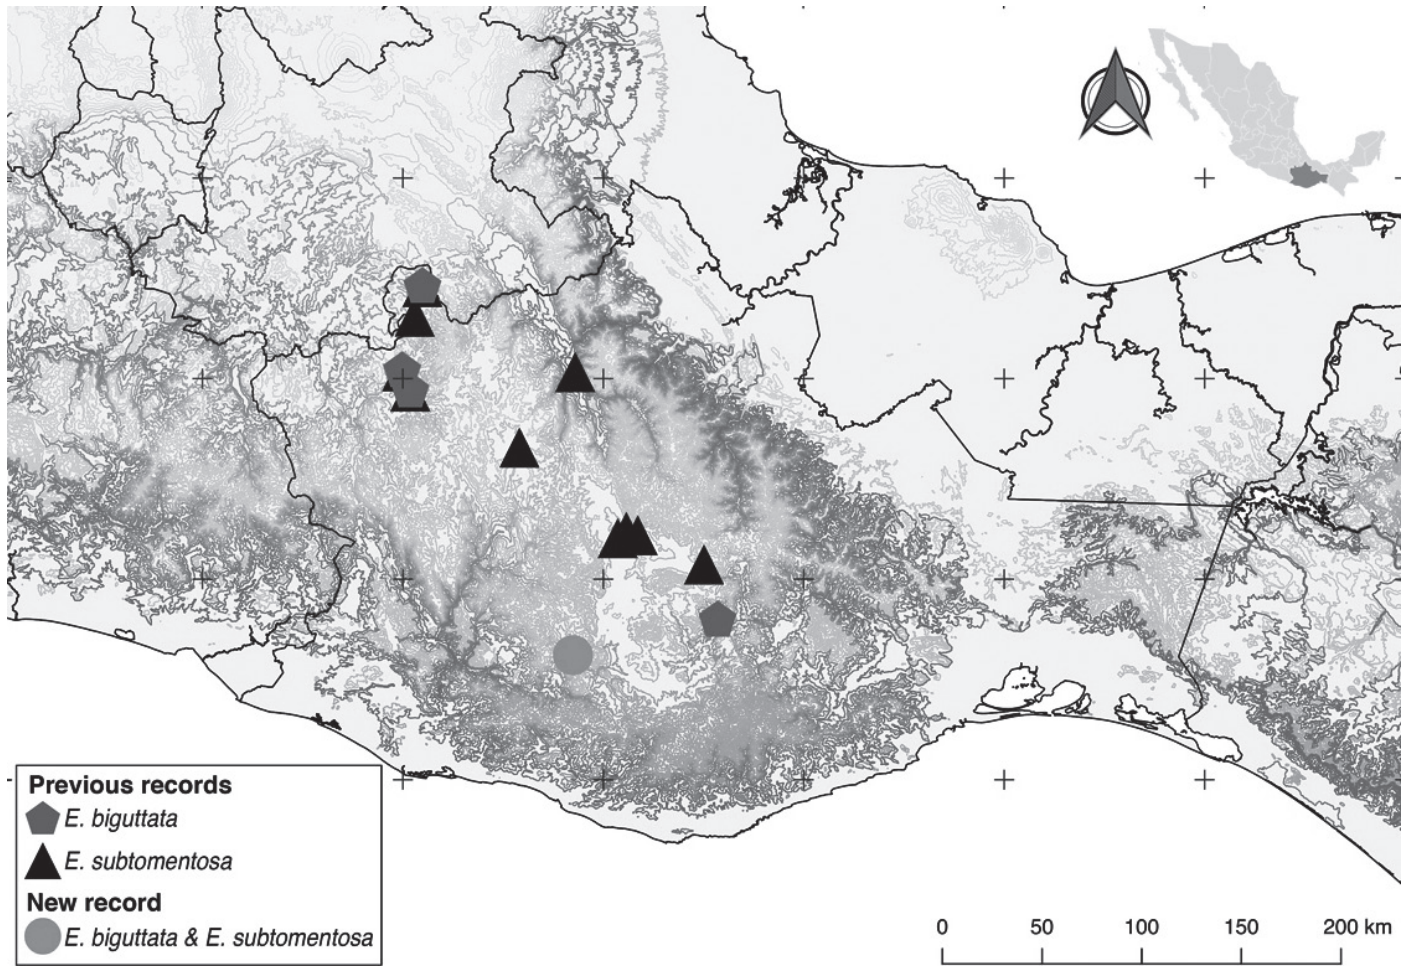 Previous records
E. biguttata
E. subtomentosa
New record
E. biguttata & E. subtomentosa
0 50 100 150 200 km